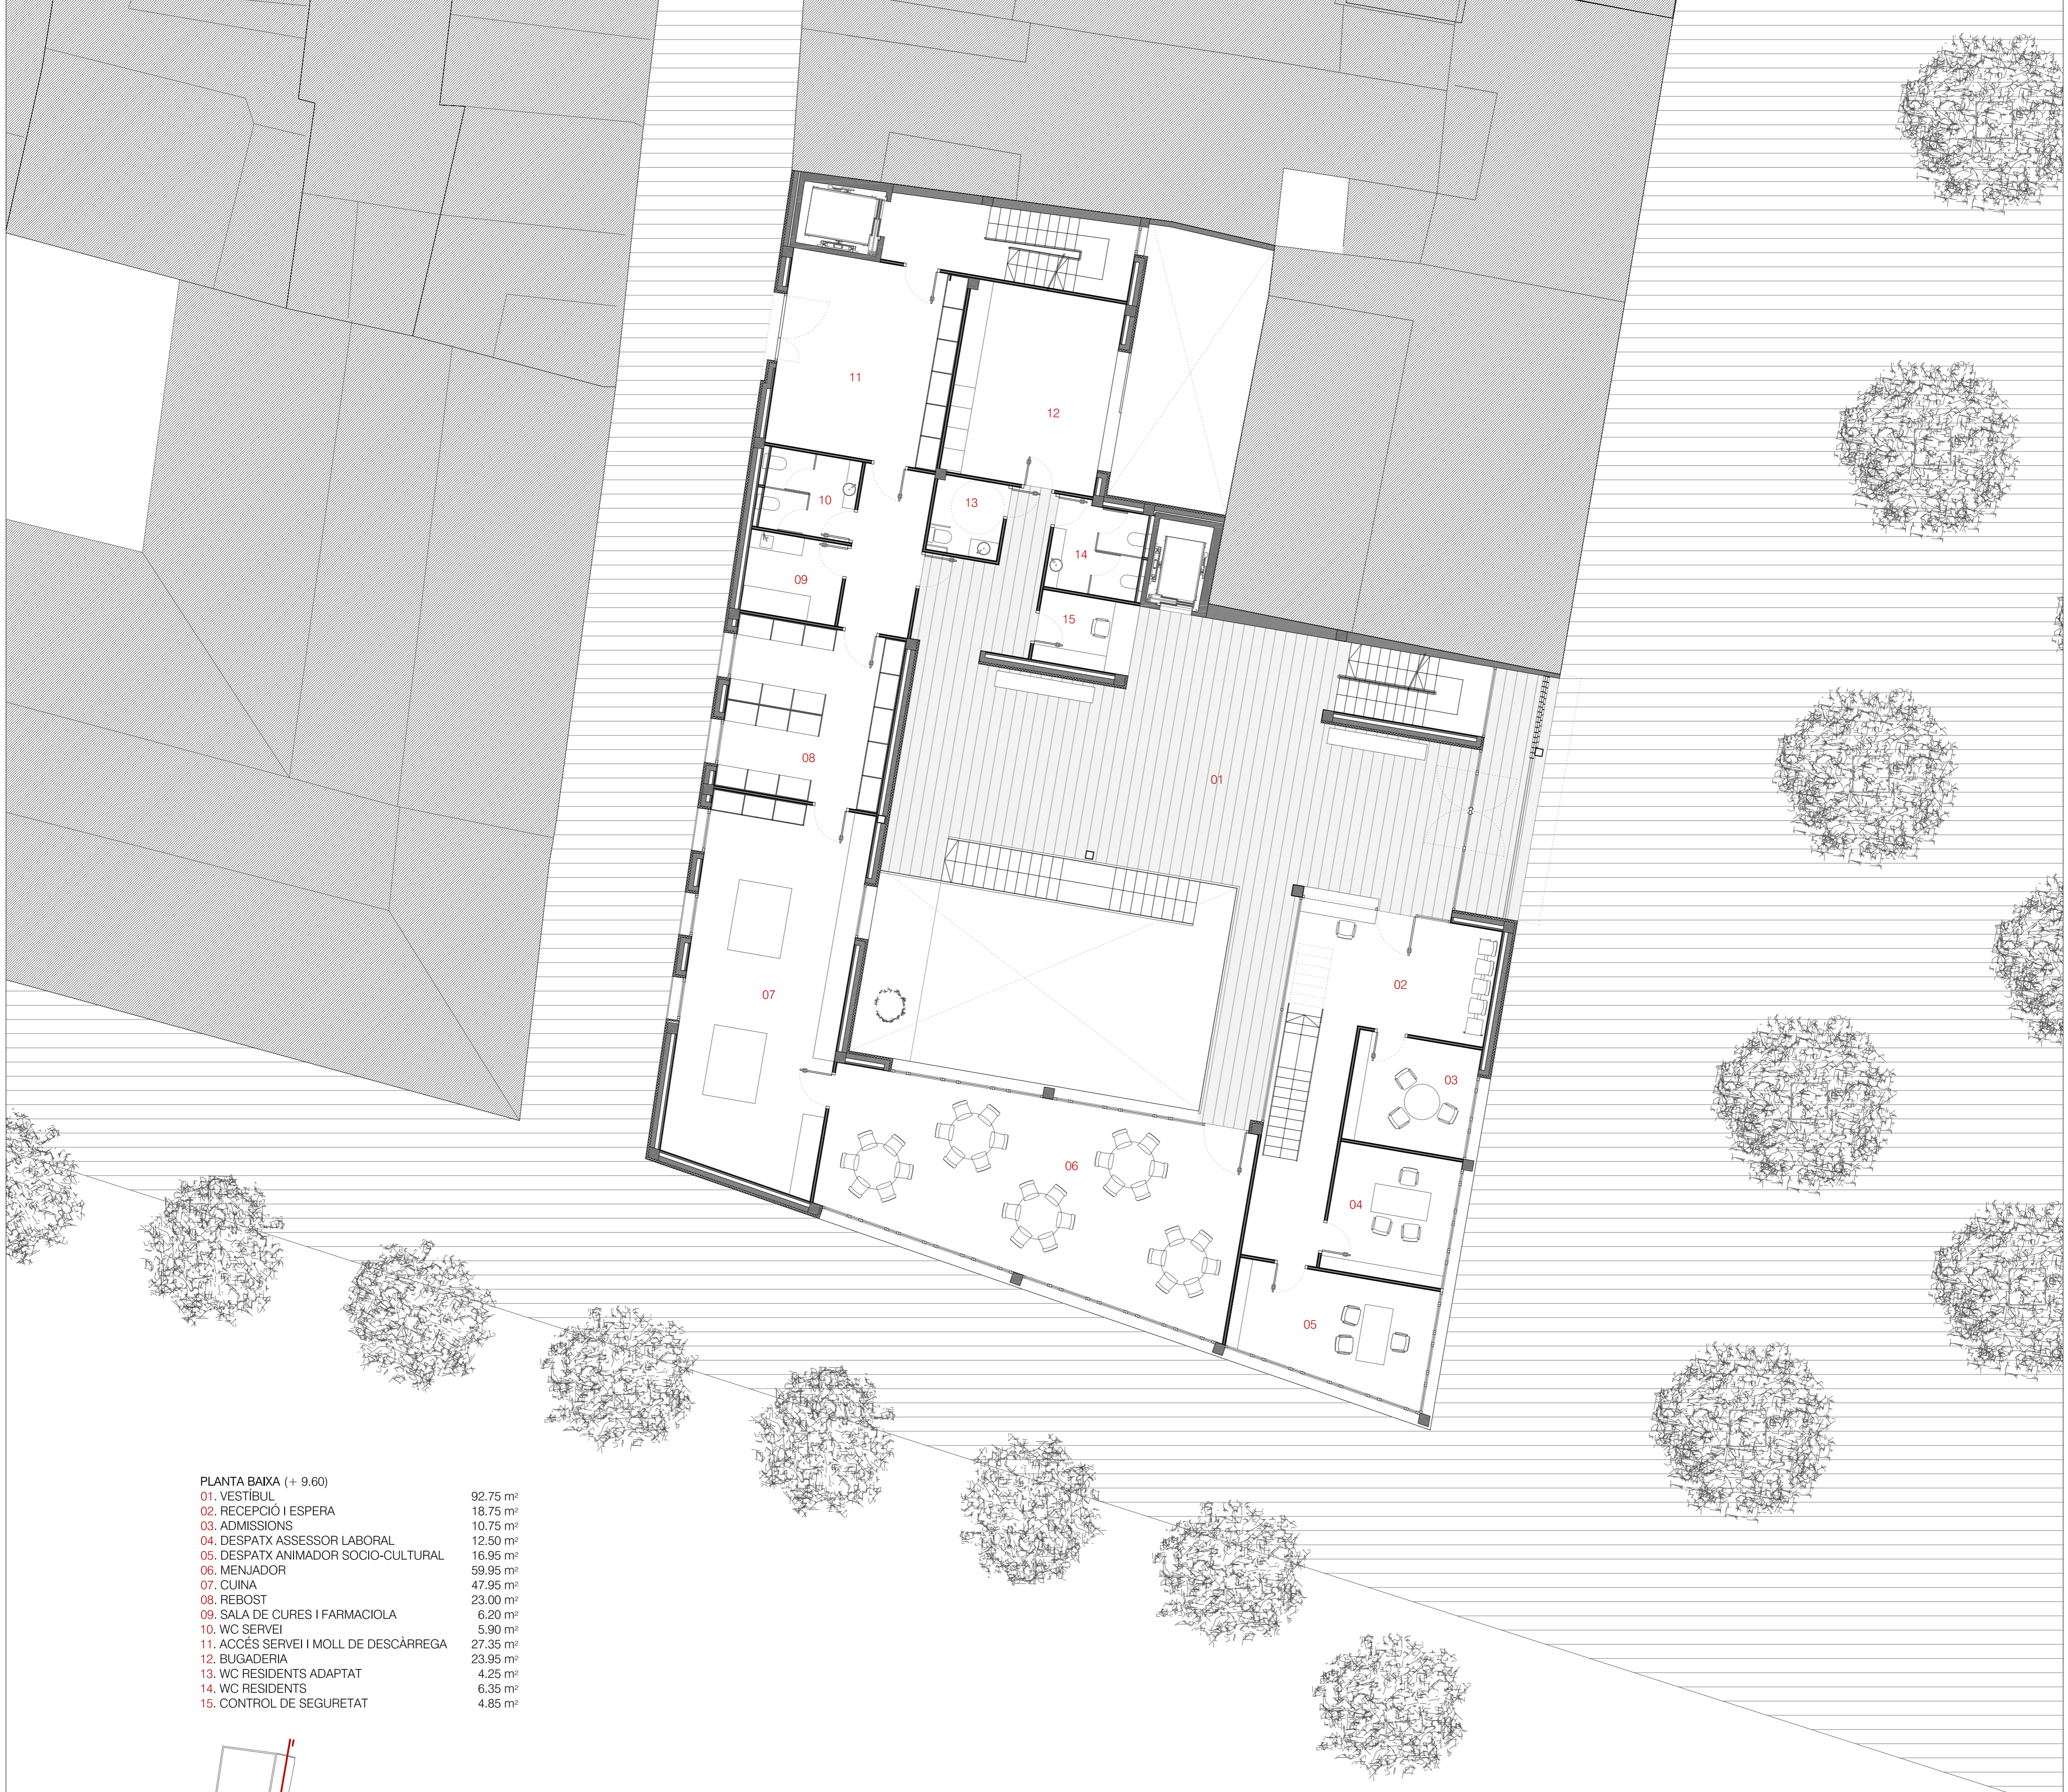 11
12
10
13
14
09
15
08
01
07
02
03
06
04
05
PLANTA BAIXA (+ 9.60)
01. VESTÍBUL 92.75 m²
02. RECEPCIÓ I ESPERA 18.75 m²
03. ADMISSIONS 10.75 m²
04. DESPATX ASSESSOR LABORAL 12.50 m²
05. DESPATX ANIMADOR SOCIO-CULTURAL 16.95 m²
06. MENJADOR 59.95 m²
07. CUINA 47.95 m²
08. REBOST 23.00 m²
09. SALA DE CURES I FARMACIOLA 6.20 m²
10. WC SERVEI 5.90 m²
11. ACCÉS SERVEI I MOLL DE DESCÀRREGA 27.35 m²
12. BUGADERIA 23.95 m²
13. WC RESIDENTS ADAPTAT 4.25 m²
14. WC RESIDENTS 6.35 m²
15. CONTROL DE SEGURETAT 4.85 m²